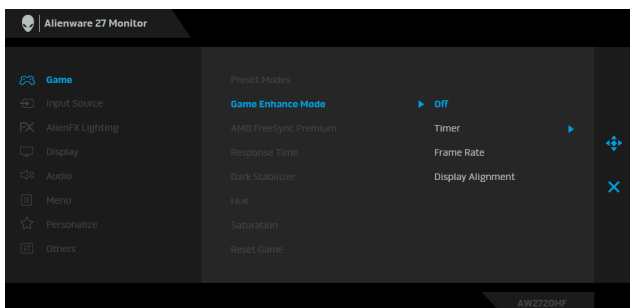 Alienware 27 Monitor
Game
Input Source
AlienFX Lighting
Display
Audio
Menu
Personalize
Others
Preset Modes
Game Enhance Mode
AMD FreeSync Premium
Response Time
Dark Stabilizer
Hue
Saturation
Reset Game
Off
Timer
Frame Rate
Display Alignment
AW2720HF